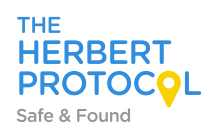 THE
HERBERT
PROTOCOL
Safe & Found